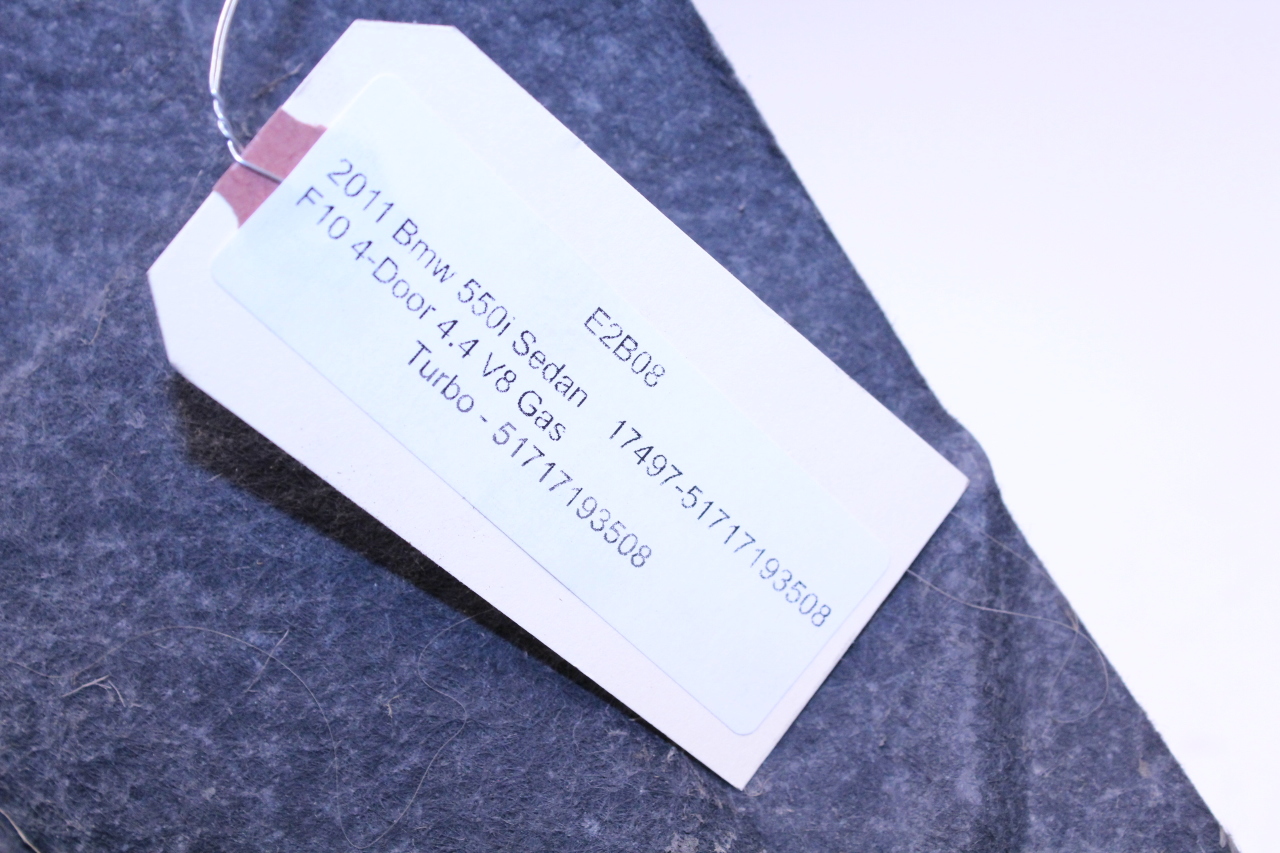 E2B08
2011 Bmw 550i Sedan 17497-51717193508
F10 4-Door 4.4 V8 Gas
Turbo - 51717193508